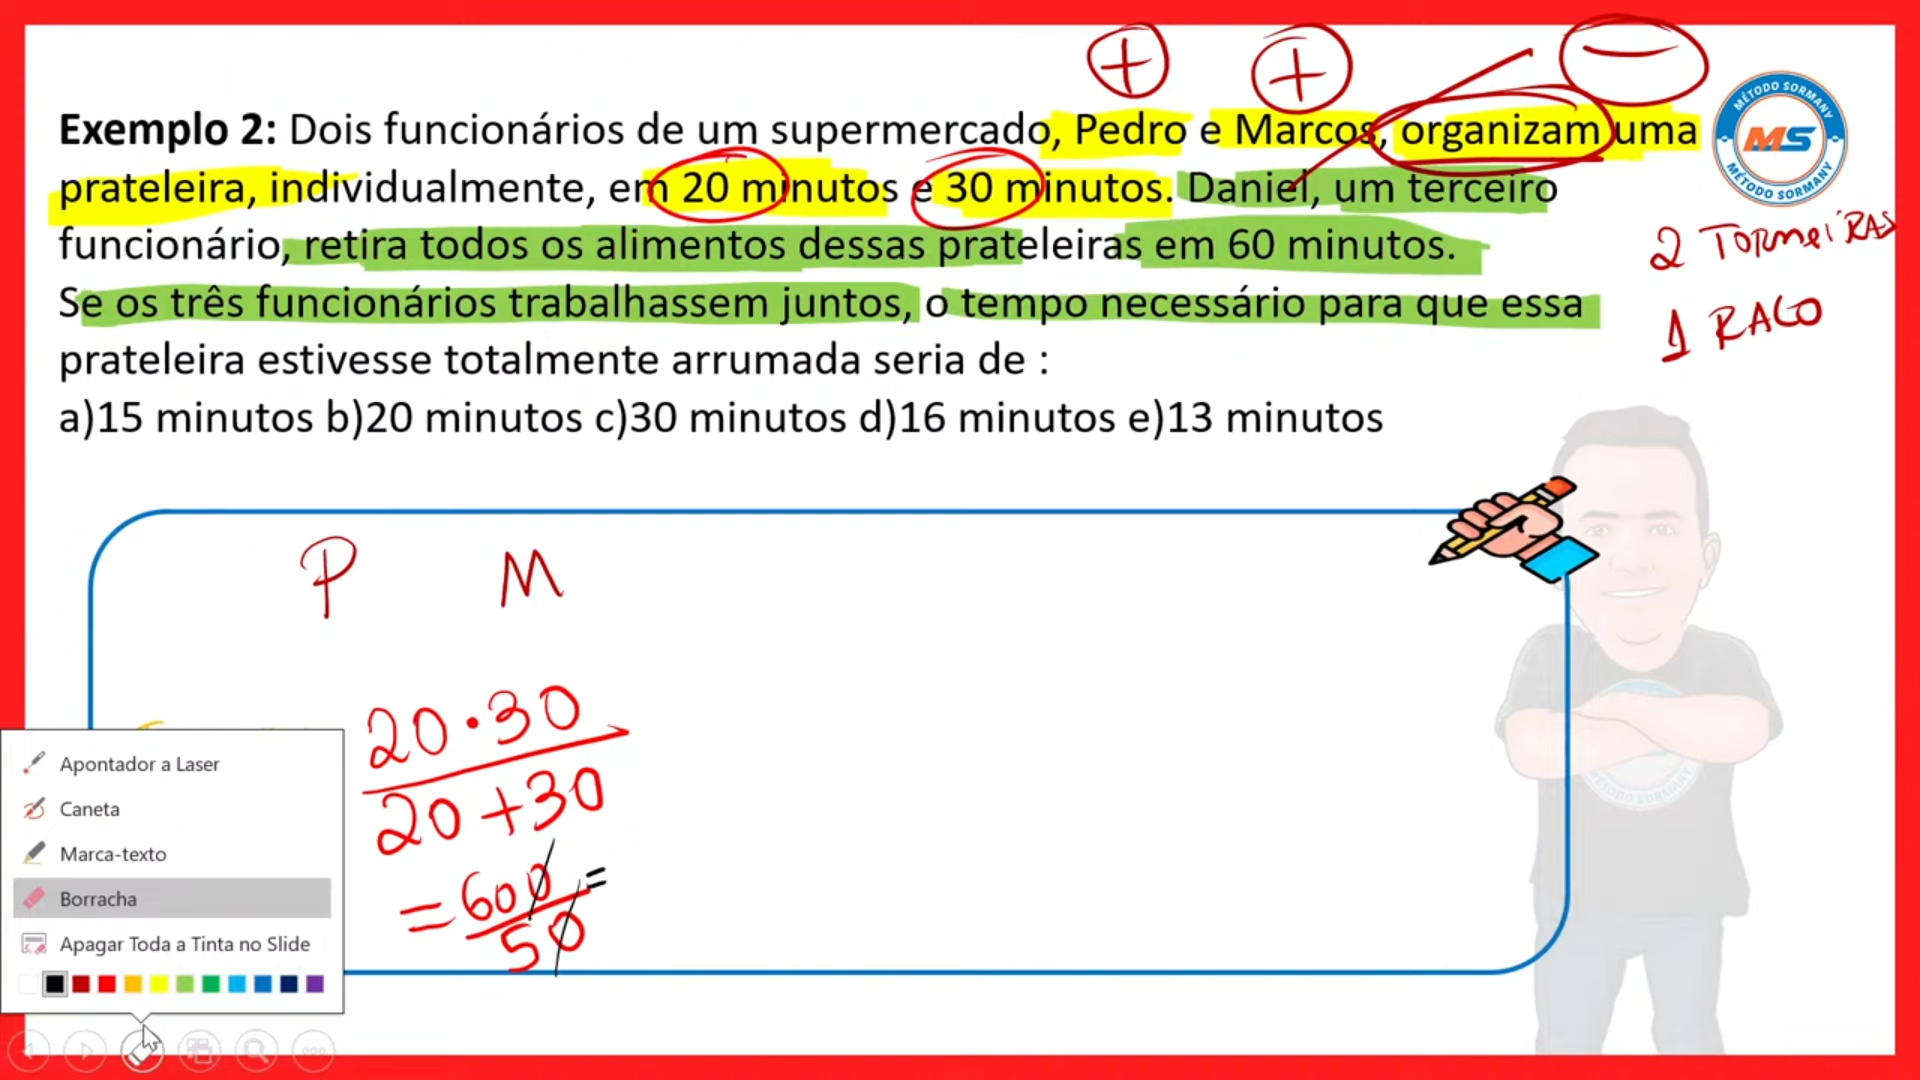 + + −
Exemplo 2: Dois funcionários de um supermercado, Pedro e Marcos, organizam uma
prateleira, individualmente, em 20 minutos e 30 minutos. Daniel, um terceiro
funcionário, retira todos os alimentos dessas prateleiras em 60 minutos.
Se os três funcionários trabalhassem juntos, o tempo necessário para que essa
prateleira estivesse totalmente arrumada seria de :
a)15 minutos b)20 minutos c)30 minutos d)16 minutos e)13 minutos
MÉTODO SORMANY
MS
MÉTODO SORMANY
2 TORNEIRAS
1 RALO
P M
20 · 30
20 + 30
= 600 =
50
Apontador a Laser
Caneta
Marca-texto
Borracha
Apagar Toda a Tinta no Slide